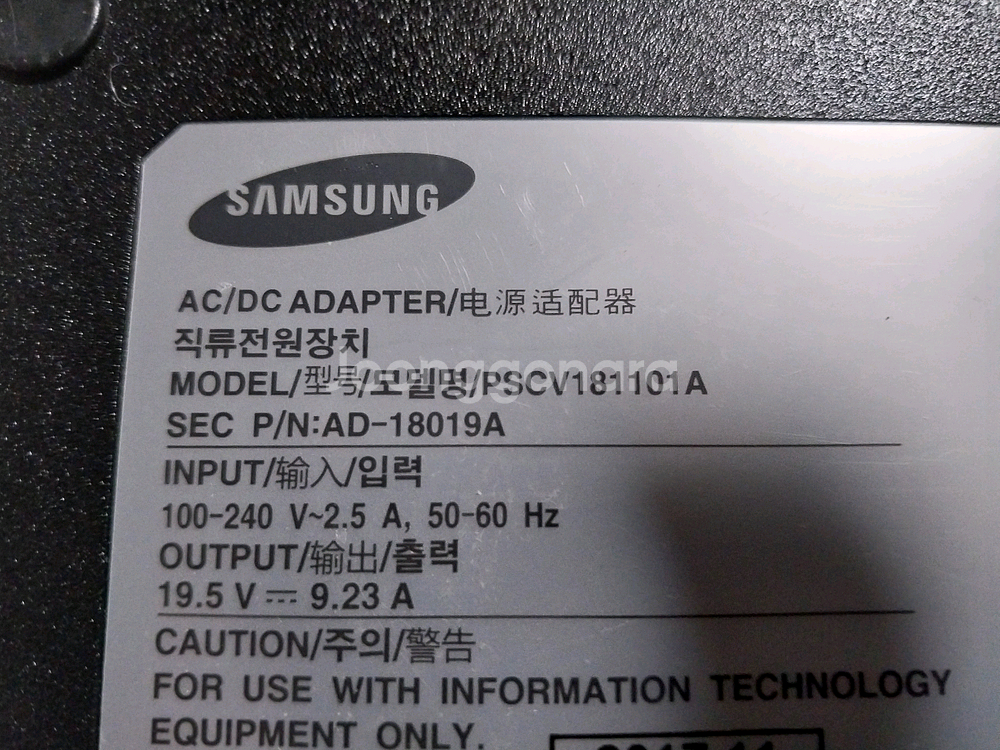 SAMSUNG
AC/DC ADAPTER/电源适配器
직류전원장치
joonggonara
MODEL/型号/모델명/PSCV181101A
SEC P/N:AD-18019A
INPUT/输入/입력
100-240 V~2.5 A, 50-60 Hz
OUTPUT/输出/출력
19.5 V ⎓ 9.23 A
CAUTION/주의/警告
FOR USE WITH INFORMATION TECHNOLOGY
EQUIPMENT ONLY.